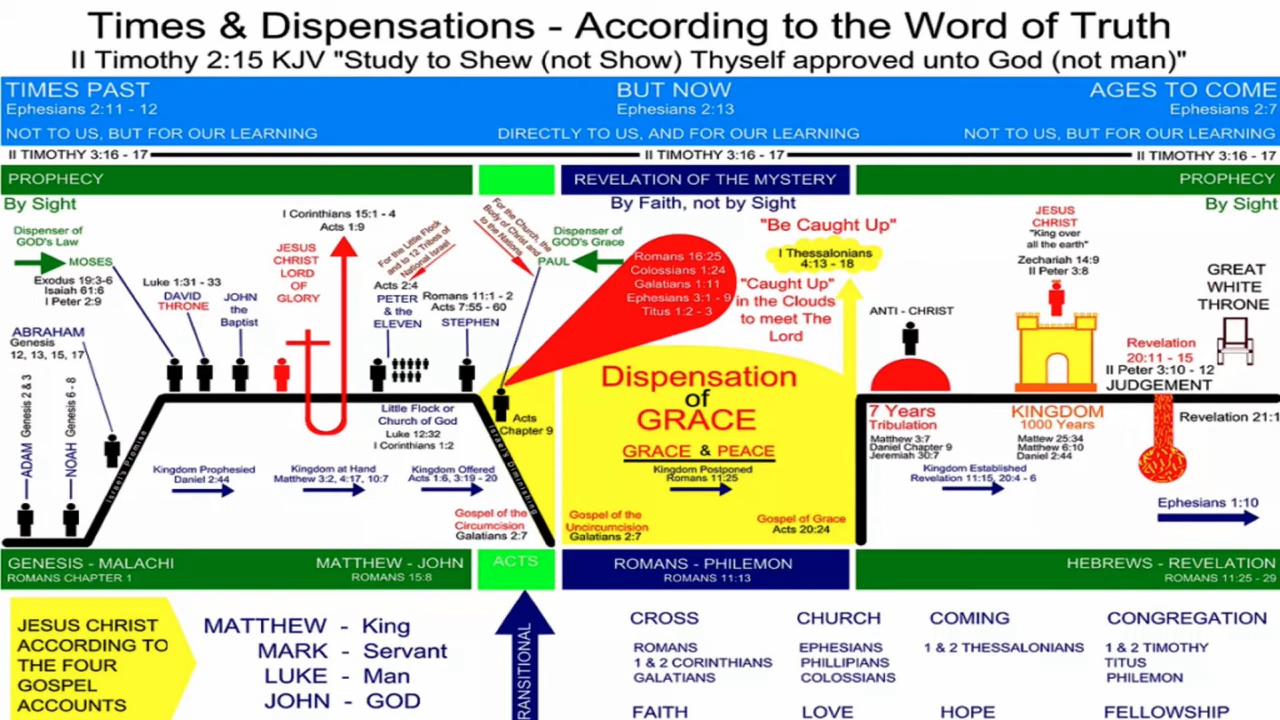 Times & Dispensations - According to the Word of Truth
II Timothy 2:15 KJV "Study to Shew (not Show) Thyself approved unto God (not man)"
TIMES PAST
Ephesians 2:11 - 12
NOT TO US, BUT FOR OUR LEARNING
BUT NOW
Ephesians 2:13
DIRECTLY TO US, AND FOR OUR LEARNING
AGES TO COME
Ephesians 2:7
NOT TO US, BUT FOR OUR LEARNING
II TIMOTHY 3:16 - 17
II TIMOTHY 3:16 - 17
II TIMOTHY 3:16 - 17
PROPHECY
REVELATION OF THE MYSTERY
PROPHECY
By Sight
By Faith, not by Sight
By Sight
Dispenser of
GOD's Law
MOSES
Exodus 19:3-6
Isaiah 61:6
I Peter 2:9
ABRAHAM
Genesis
12, 13, 15, 17
ADAM Genesis 2 & 3
NOAH Genesis 6 - 8
Israel's Promise
Luke 1:31 - 33
DAVID
THRONE
JOHN
the
Baptist
I Corinthians 15:1 - 4
Acts 1:9
JESUS
CHRIST
LORD
OF
GLORY
For the Little Flock
and to 12 Tribes of
National Israel
Acts 2:4
PETER
& the
ELEVEN
Romans 11:1 - 2
Acts 7:55 - 60
STEPHEN
For the Church, the
Body of Christ and
to the Nations
PAUL
Dispenser of
GOD's Grace
Romans 16:25
Colossians 1:24
Galatians 1:11
Ephesians 3:1 - 9
Titus 1:2 - 3
"Be Caught Up"
I Thessalonians
4:13 - 18
"Caught Up"
in the Clouds
to meet The
Lord
Little Flock or
Church of God
Luke 12:32
I Corinthians 1:2
Kingdom Prophesied
Daniel 2:44
Kingdom at Hand
Matthew 3:2, 4:17, 10:7
Kingdom Offered
Acts 1:6, 3:19 - 20
Gospel of the
Circumcision
Galatians 2:7
Israel's Diminishing
Acts
Chapter 9
Dispensation
of
GRACE
GRACE & PEACE
Kingdom Postponed
Romans 11:25
Gospel of the
Uncircumcision
Galatians 2:7
Gospel of Grace
Acts 20:24
ANTI - CHRIST
7 Years
Tribulation
Matthew 3:7
Daniel Chapter 9
Jeremiah 30:7
JESUS
CHRIST
"King over
all the earth"
Zechariah 14:9
II Peter 3:8
KINGDOM
1000 Years
Mattew 25:34
Matthew 6:10
Daniel 2:44
Kingdom Established
Revelation 11:15, 20:4 - 6
GREAT
WHITE
THRONE
Revelation
20:11 - 15
II Peter 3:10 - 12
JUDGEMENT
Revelation 21:1
Ephesians 1:10
GENESIS - MALACHI
ROMANS CHAPTER 1
MATTHEW - JOHN
ROMANS 15:8
ACTS
ROMANS - PHILEMON
ROMANS 11:13
HEBREWS - REVELATION
ROMANS 11:25 - 29
JESUS CHRIST
ACCORDING TO
THE FOUR
GOSPEL
ACCOUNTS
MATTHEW - King
MARK - Servant
LUKE - Man
JOHN - GOD
RANSITIONAL
CROSS
ROMANS
1 & 2 CORINTHIANS
GALATIANS
FAITH
CHURCH
EPHESIANS
PHILLIPIANS
COLOSSIANS
LOVE
COMING
1 & 2 THESSALONIANS
HOPE
CONGREGATION
1 & 2 TIMOTHY
TITUS
PHILEMON
FELLOWSHIP